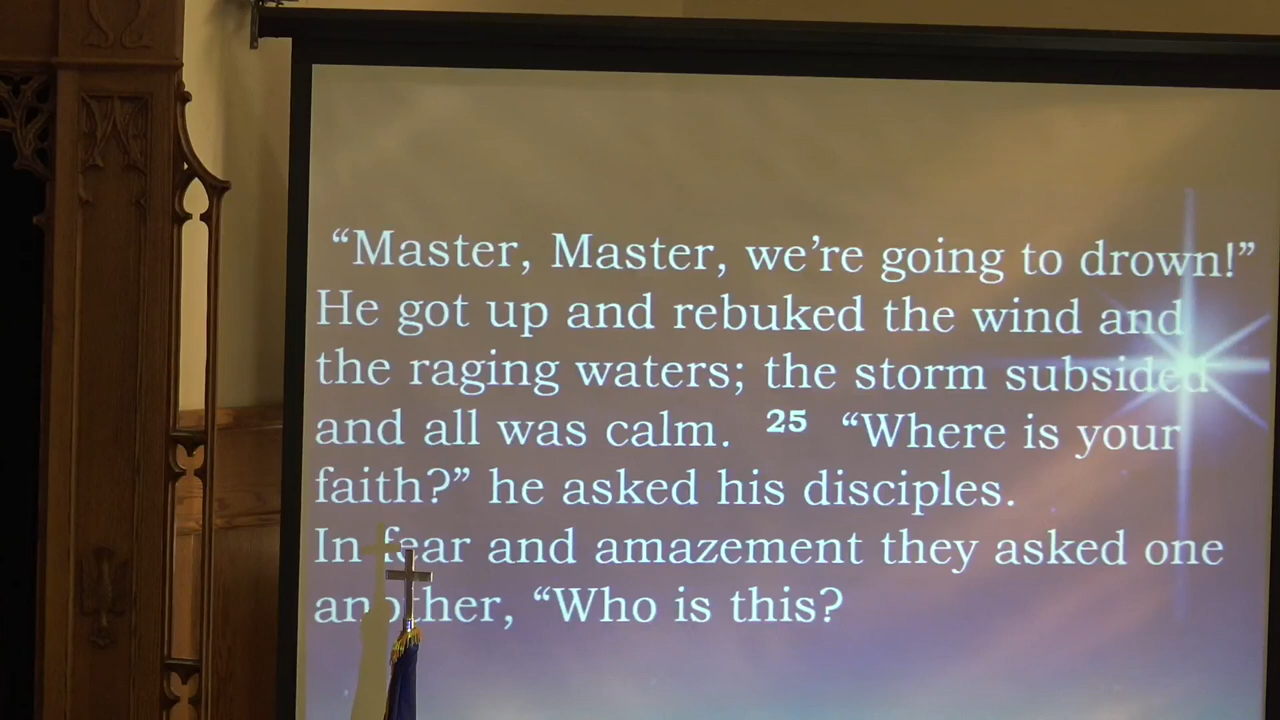 “Master, Master, we’re going to drown!”
He got up and rebuked the wind and
the raging waters; the storm subsided
and all was calm. 25 “Where is your
faith?” he asked his disciples.
In fear and amazement they asked one
another, “Who is this?